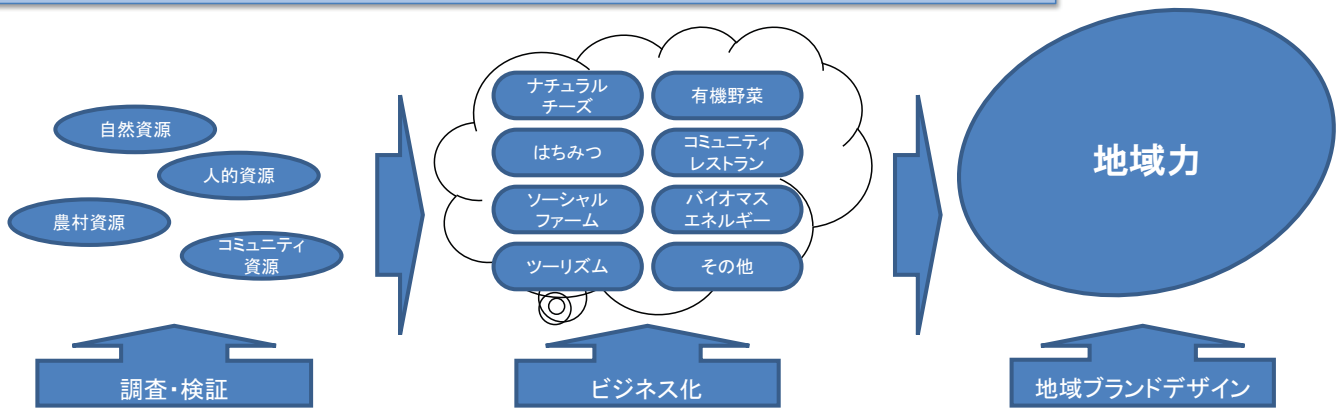 自然資源
人的資源
農村資源
コミュニティ
資源
ナチュラル
チーズ
有機野菜
はちみつ
コミュニティ
レストラン
ソーシャル
ファーム
バイオマス
エネルギー
ツーリズム
その他
地域力
調査・検証
ビジネス化
地域ブランドデザイン